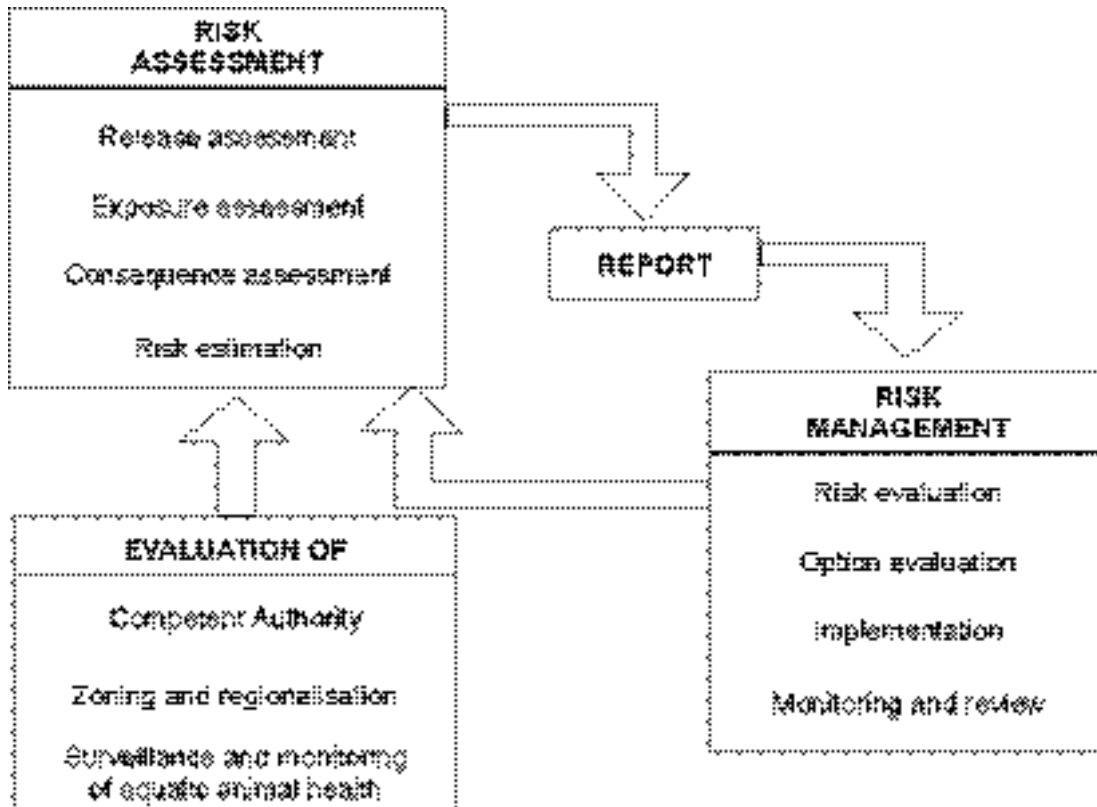 RISK
ASSESSMENT
Release assessment
Exposure assessment
Consequence assessment
Risk estimation
REPORT
RISK
MANAGEMENT
Risk evaluation
Option evaluation
Implementation
Monitoring and review
EVALUATION OF
Competent Authority
Zoning and regionalisation
Surveillance and monitoring
of aquatic animal health